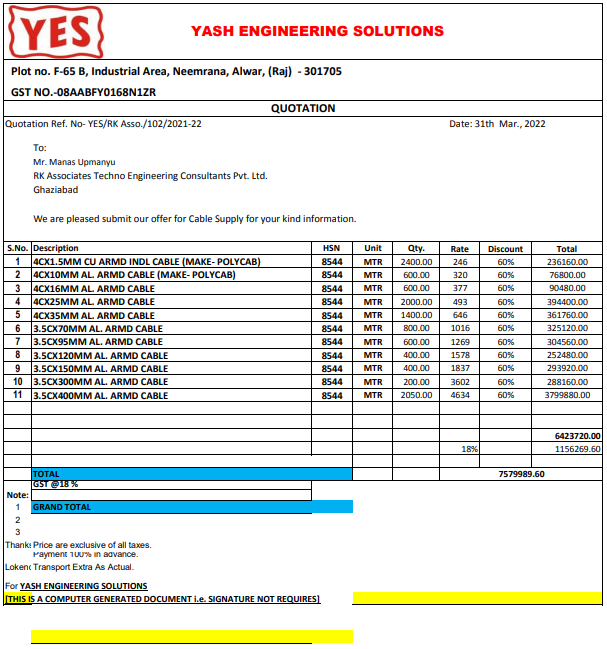 YES
YASH ENGINEERING SOLUTIONS
Plot no. F-65 B, Industrial Area, Neemrana, Alwar, (Raj) - 301705
GST NO.-08AABFY0168N1ZR
QUOTATION
Quotation Ref. No- YES/RK Asso./102/2021-22 Date: 31th Mar., 2022
To:
Mr. Manas Upmanyu
RK Associates Techno Engineering Consultants Pvt. Ltd.
Ghaziabad
We are pleased submit our offer for Cable Supply for your kind information.
S.No. Description HSN Unit Qty. Rate Discount Total
1 4CX1.5MM CU ARMD INDL CABLE (MAKE- POLYCAB) 8544 MTR 2400.00 246 60% 236160.00
2 4CX10MM AL. ARMD CABLE (MAKE- POLYCAB) 8544 MTR 600.00 320 60% 76800.00
3 4CX16MM AL. ARMD CABLE 8544 MTR 600.00 377 60% 90480.00
4 4CX25MM AL. ARMD CABLE 8544 MTR 2000.00 493 60% 394400.00
5 4CX35MM AL. ARMD CABLE 8544 MTR 1400.00 646 60% 361760.00
6 3.5CX70MM AL. ARMD CABLE 8544 MTR 800.00 1016 60% 325120.00
7 3.5CX95MM AL. ARMD CABLE 8544 MTR 600.00 1269 60% 304560.00
8 3.5CX120MM AL. ARMD CABLE 8544 MTR 400.00 1578 60% 252480.00
9 3.5CX150MM AL. ARMD CABLE 8544 MTR 400.00 1837 60% 293920.00
10 3.5CX300MM AL. ARMD CABLE 8544 MTR 200.00 3602 60% 288160.00
11 3.5CX400MM AL. ARMD CABLE 8544 MTR 2050.00 4634 60% 3799880.00
6423720.00
18% 1156269.60
TOTAL 7579989.60
GST @18 %
Note:
1 GRAND TOTAL
2
3
Thank Price are exclusive of all taxes.
Payment 100% in advance.
Loken Transport Extra As Actual.
For YASH ENGINEERING SOLUTIONS
[THIS IS A COMPUTER GENERATED DOCUMENT i.e. SIGNATURE NOT REQUIRES]